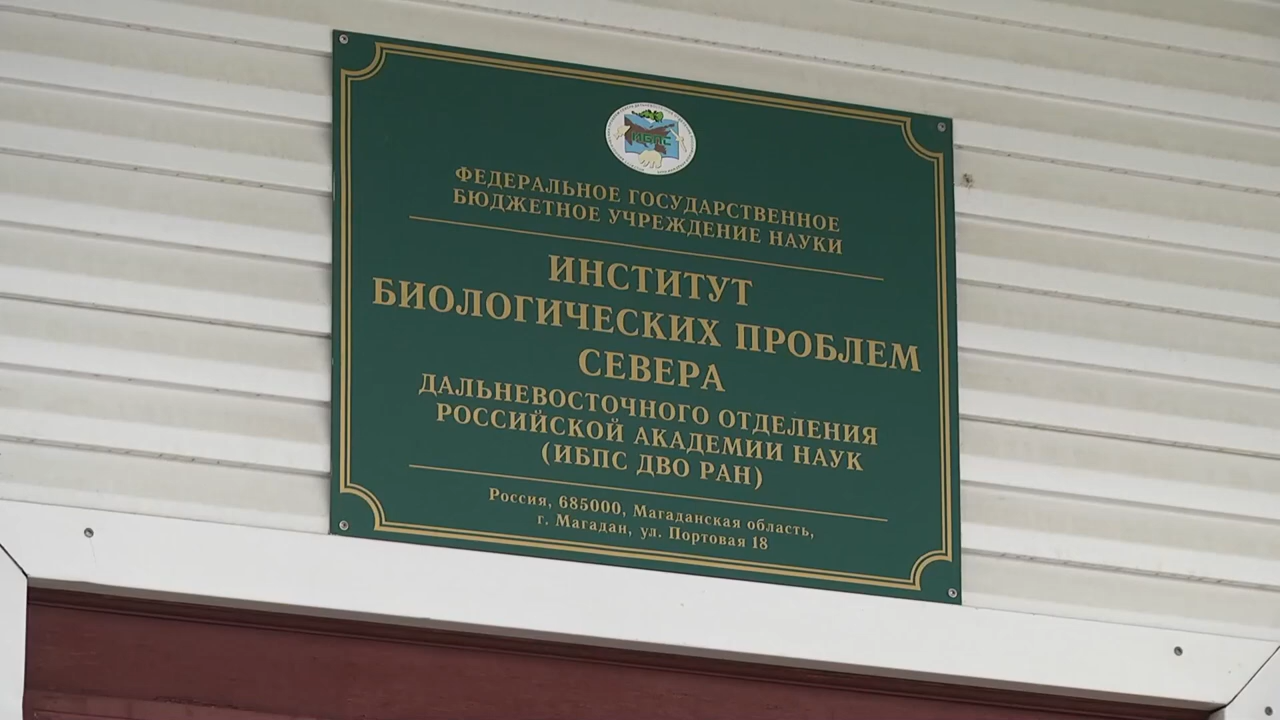 ИБПС
ФЕДЕРАЛЬНОЕ ГОСУДАРСТВЕННОЕ
БЮДЖЕТНОЕ УЧРЕЖДЕНИЕ НАУКИ
ИНСТИТУТ
БИОЛОГИЧЕСКИХ ПРОБЛЕМ
СЕВЕРА
ДАЛЬНЕВОСТОЧНОГО ОТДЕЛЕНИЯ
РОССИЙСКОЙ АКАДЕМИИ НАУК
(ИБПС ДВО РАН)
Россия, 685000, Магаданская область,
г. Магадан, ул. Портовая 18